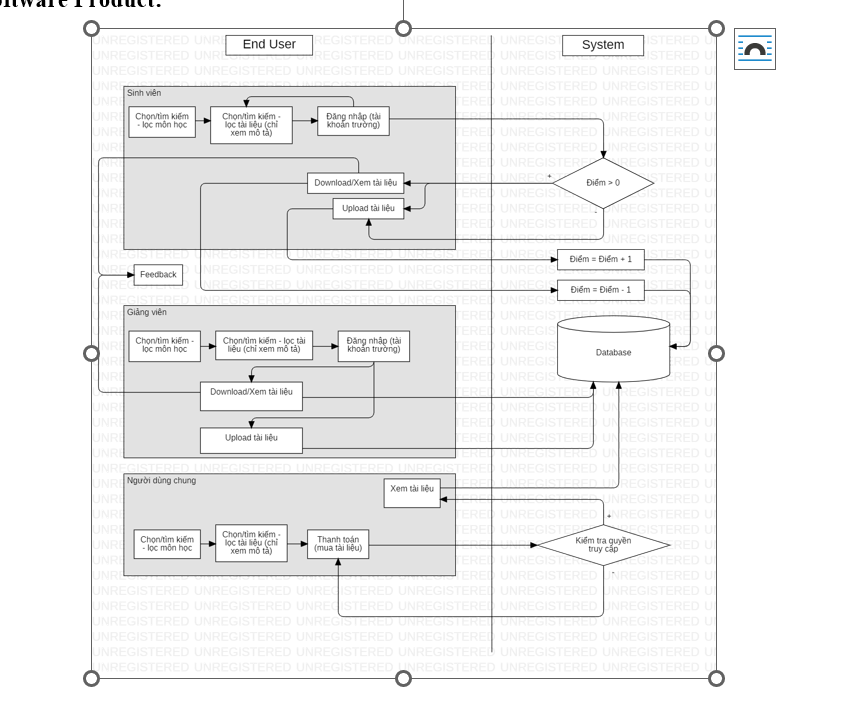 ftware Product.
End User
System
Sinh viên
Chọn/tìm kiếm
- lọc môn học
Chọn/tìm kiếm -
lọc tài liệu (chỉ
xem mô tả)
Đăng nhập (tài
khoản trường)
Download/Xem tài liệu
Upload tài liệu
+
Điểm > 0
-
Điểm = Điểm + 1
Feedback
Điểm = Điểm - 1
Giảng viên
Chọn/tìm kiếm -
lọc môn học
Chọn/tìm kiếm - lọc tài
liệu (chỉ xem mô tả)
Đăng nhập (tài
khoản trường)
Database
Download/Xem tài liệu
Upload tài liệu
Người dùng chung
Xem tài liệu
Chọn/tìm kiếm
- lọc môn học
Chọn/tìm kiếm -
lọc tài liệu (chỉ
xem mô tả)
Thanh toán
(mua tài liệu)
+
Kiểm tra quyền
truy cập
-
UNREGISTERED